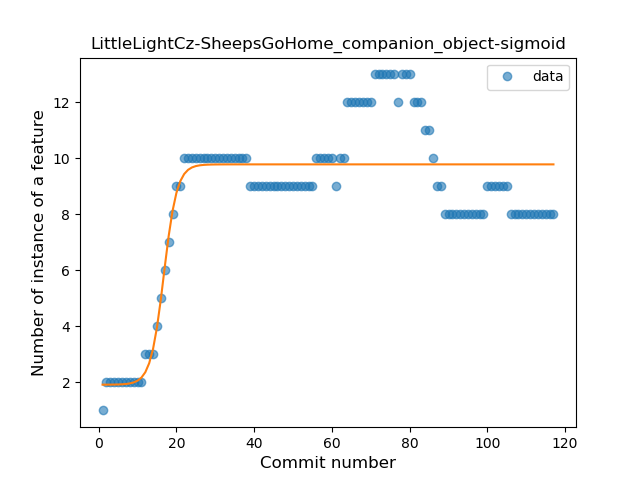 LittleLightCz-SheepsGoHome_companion_object-sigmoid
data
Number of instance of a feature
12
10
8
6
4
2
0 20 40 60 80 100 120
Commit number